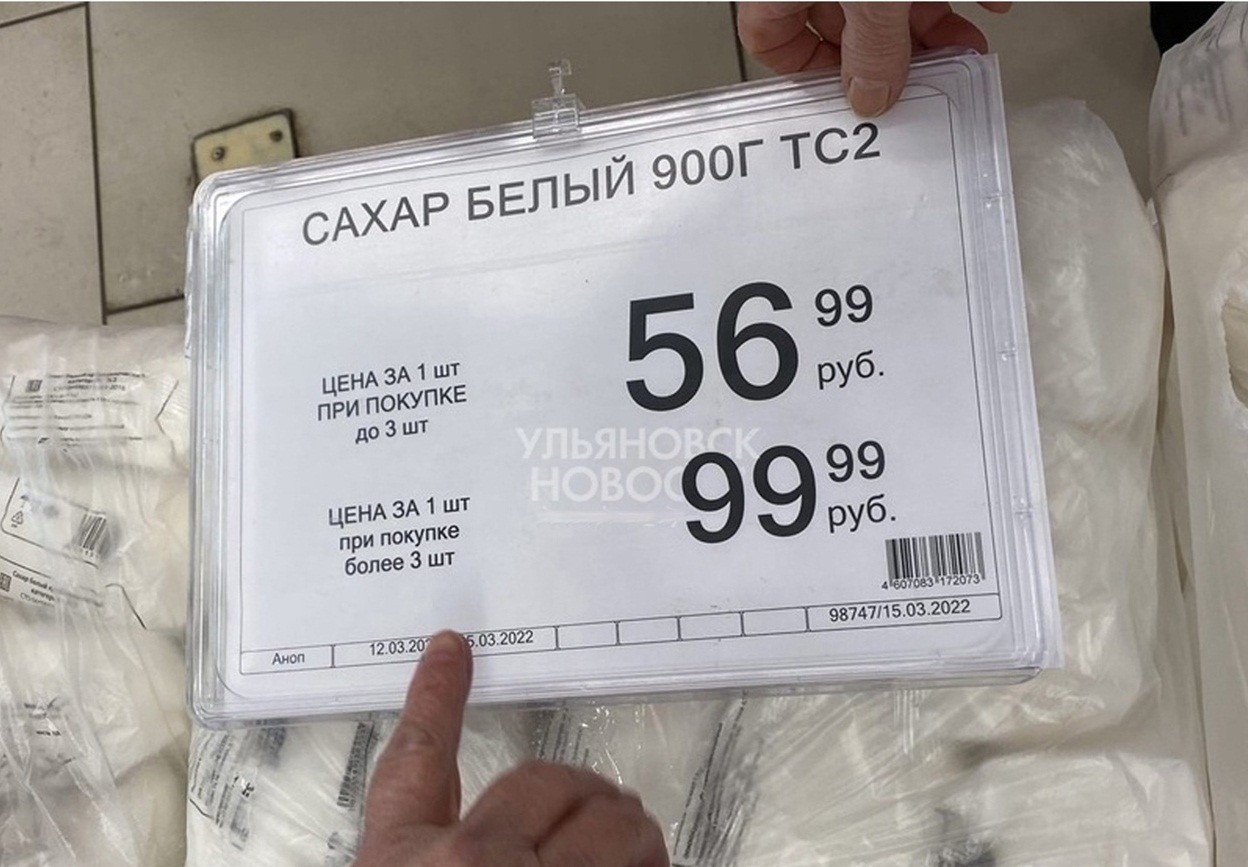 САХАР БЕЛЫЙ 900Г ТС2
56 99
руб.
ЦЕНА ЗА 1 шт
ПРИ ПОКУПКЕ
до 3 шт
УЛЬЯНОВСК
99 99
руб.
ЦЕНА ЗА 1 шт
при покупке
более 3 шт
4 607083 172073
Аноп
98747/15.03.2022